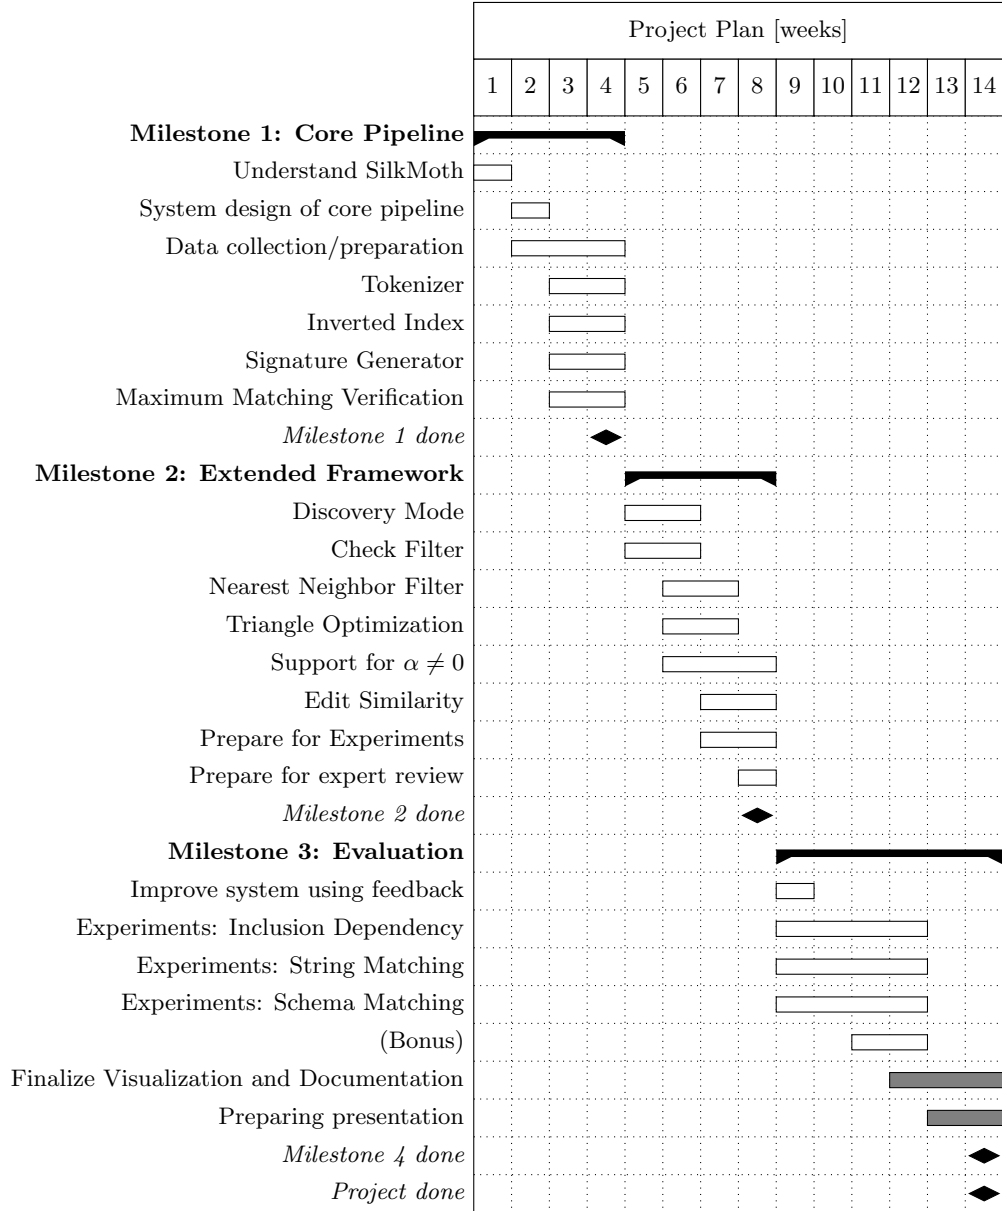 Project Plan [weeks]
1 2 3 4 5 6 7 8 9 10 11 12 13 14
Milestone 1: Core Pipeline
Understand SilkMoth
System design of core pipeline
Data collection/preparation
Tokenizer
Inverted Index
Signature Generator
Maximum Matching Verification
Milestone 1 done
Milestone 2: Extended Framework
Discovery Mode
Check Filter
Nearest Neighbor Filter
Triangle Optimization
Support for α ≠ 0
Edit Similarity
Prepare for Experiments
Prepare for expert review
Milestone 2 done
Milestone 3: Evaluation
Improve system using feedback
Experiments: Inclusion Dependency
Experiments: String Matching
Experiments: Schema Matching
(Bonus)
Finalize Visualization and Documentation
Preparing presentation
Milestone 4 done
Project done